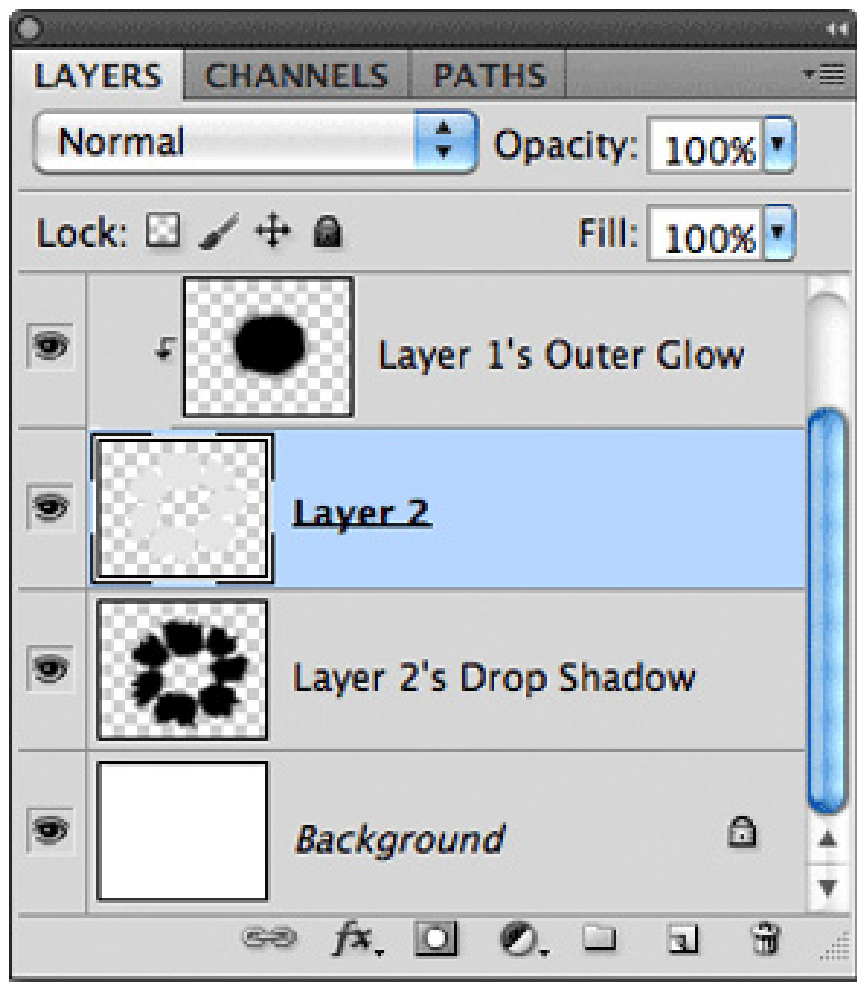 LAYERS CHANNELS PATHS
Normal Opacity: 100%
Lock: Fill: 100%
Layer 1's Outer Glow
Layer 2
Layer 2's Drop Shadow
Background
fx.